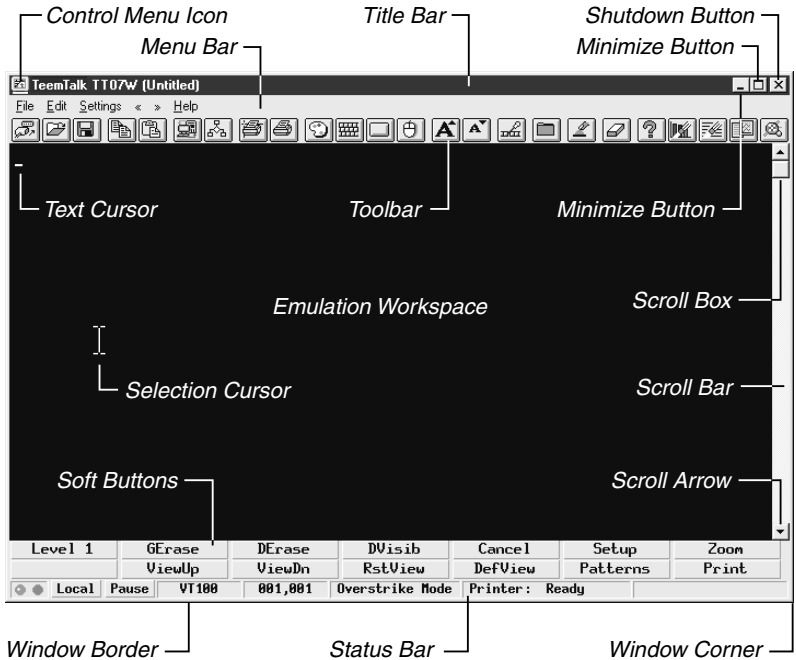 Control Menu Icon Title Bar Shutdown Button
Menu Bar Minimize Button
TeemTalk TT07W (Untitled)
File Edit Settings « » Help
Text Cursor Toolbar Minimize Button
Emulation Workspace Scroll Box
Selection Cursor Scroll Bar
Soft Buttons Scroll Arrow
Level 1 GErase DErase DVisib Cancel Setup Zoom
ViewUp ViewDn RstView DefView Patterns Print
Local Pause VT100 001,001 Overstrike Mode Printer: Ready
Window Border Status Bar Window Corner